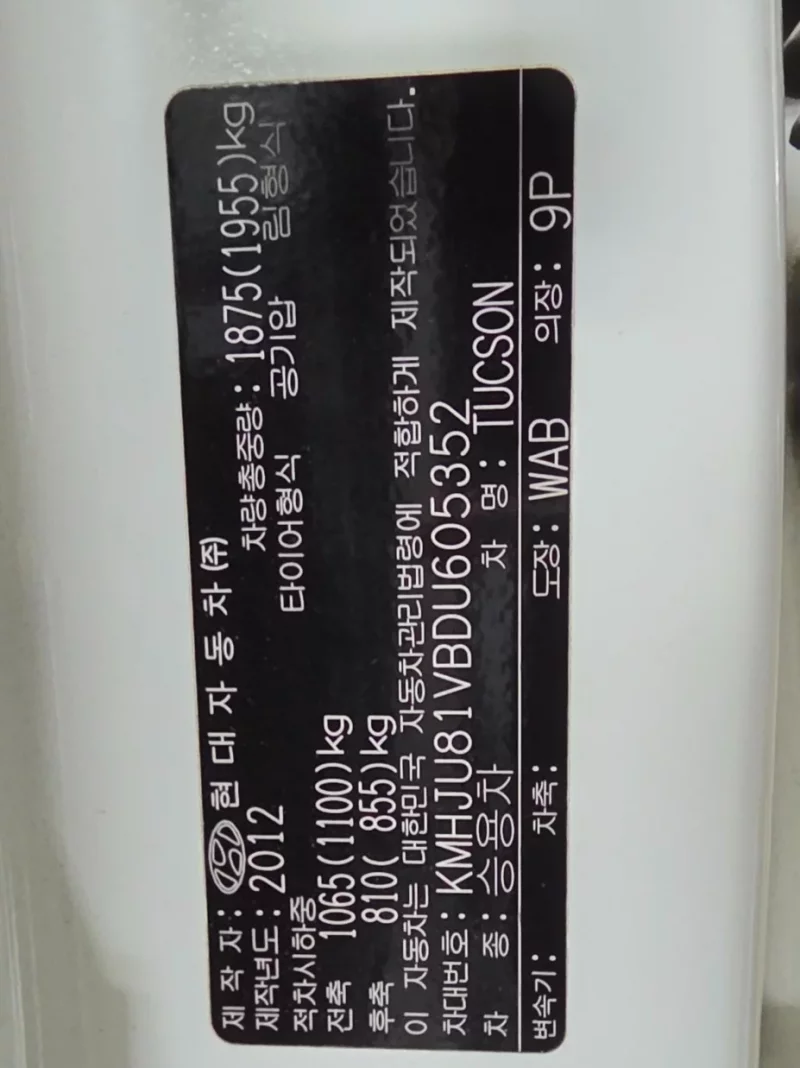 제 작 자: 현 대 자 동 차 (주)
제작년도: 2012 차량총중량: 1875(1955)kg
적차시하중 타이어형식 공기압 림형식
전축 1065(1100)kg
후축 810( 855)kg
이 자동차는 대한민국 자동차관리법령에 적합하게 제작되었습니다.
차대번호: KMHJU81VBDU605352
차 종: 승용차 차 명: TUCSON
변속기: 차축: 도장: WAB 의장: 9P